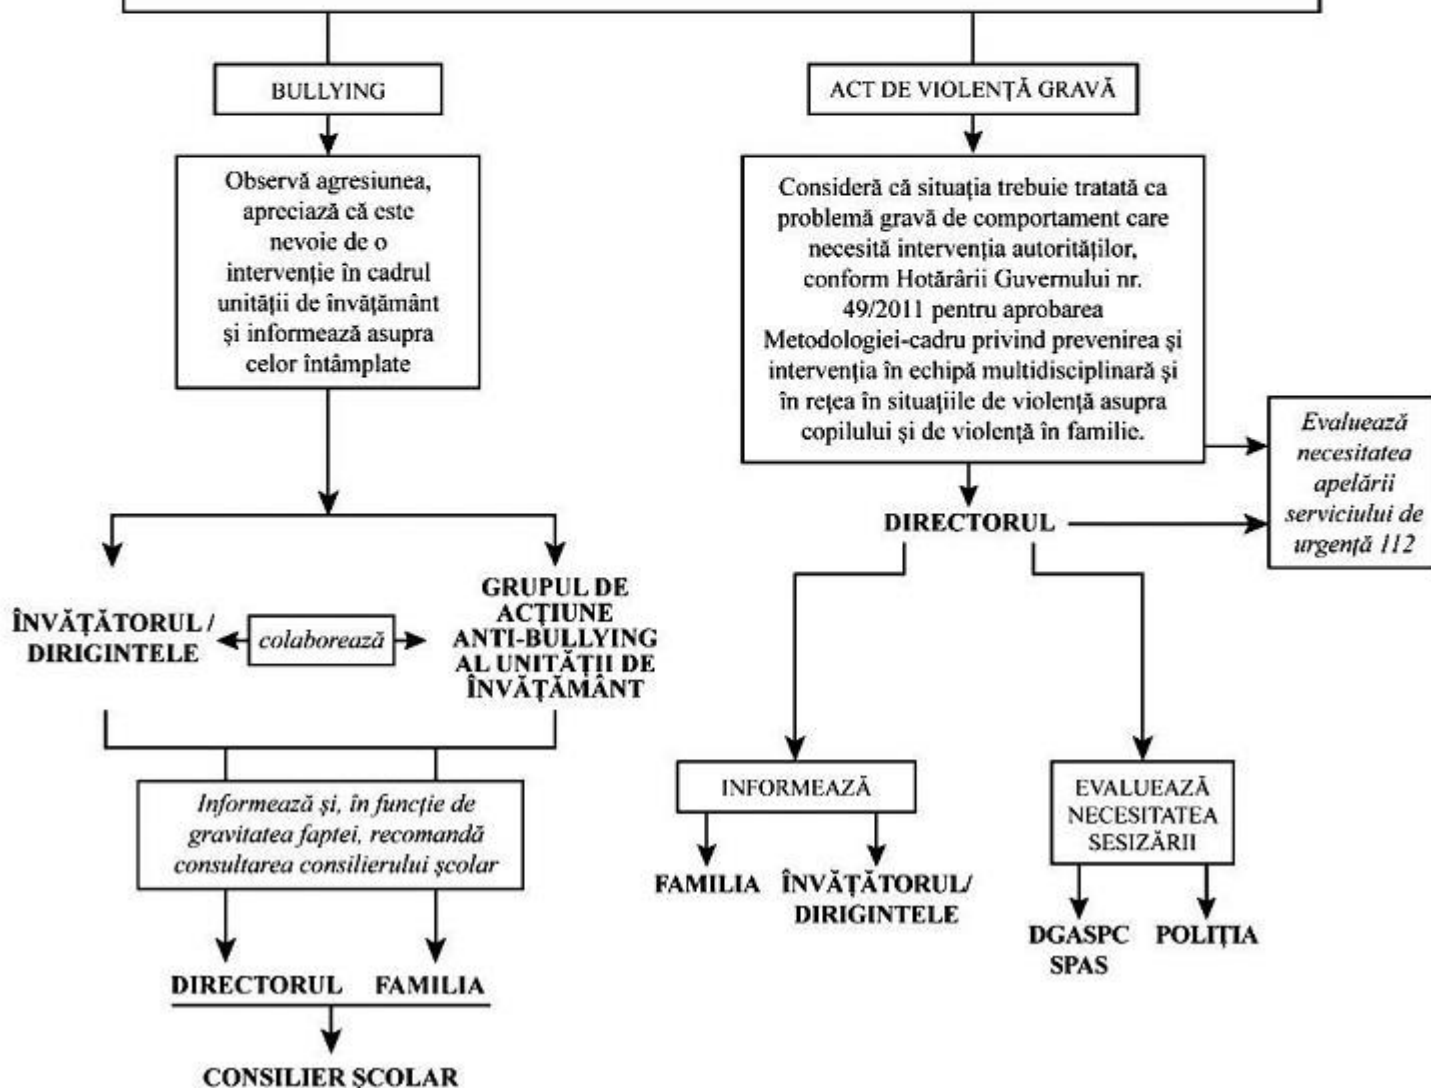 BULLYING
Observă agresiunea,
apreciază că este
nevoie de o
intervenție în cadrul
unității de învățământ
și informează asupra
celor întâmplate
ÎNVĂȚĂTORUL /
DIRIGINTELE
colaborează
GRUPUL DE
ACȚIUNE
ANTI-BULLYING
AL UNITĂȚII DE
ÎNVĂȚĂMÂNT
Informează și, în funcție de
gravitatea faptei, recomandă
consultarea consilierului școlar
DIRECTORUL
FAMILIA
CONSILIER ȘCOLAR
ACT DE VIOLENȚĂ GRAVĂ
Consideră că situația trebuie tratată ca
problemă gravă de comportament care
necesită intervenția autorităților,
conform Hotărârii Guvernului nr.
49/2011 pentru aprobarea
Metodologiei-cadru privind prevenirea și
intervenția în echipă multidisciplinară și
în rețea în situațiile de violență asupra
copilului și de violență în familie.
Evaluează
necesitatea
apelării
serviciului de
urgență 112
DIRECTORUL
INFORMEAZĂ
FAMILIA
ÎNVĂȚĂTORUL/
DIRIGINTELE
EVALUEAZĂ
NECESITATEA
SESIZĂRII
DGASPC
SPAS
POLIȚIA